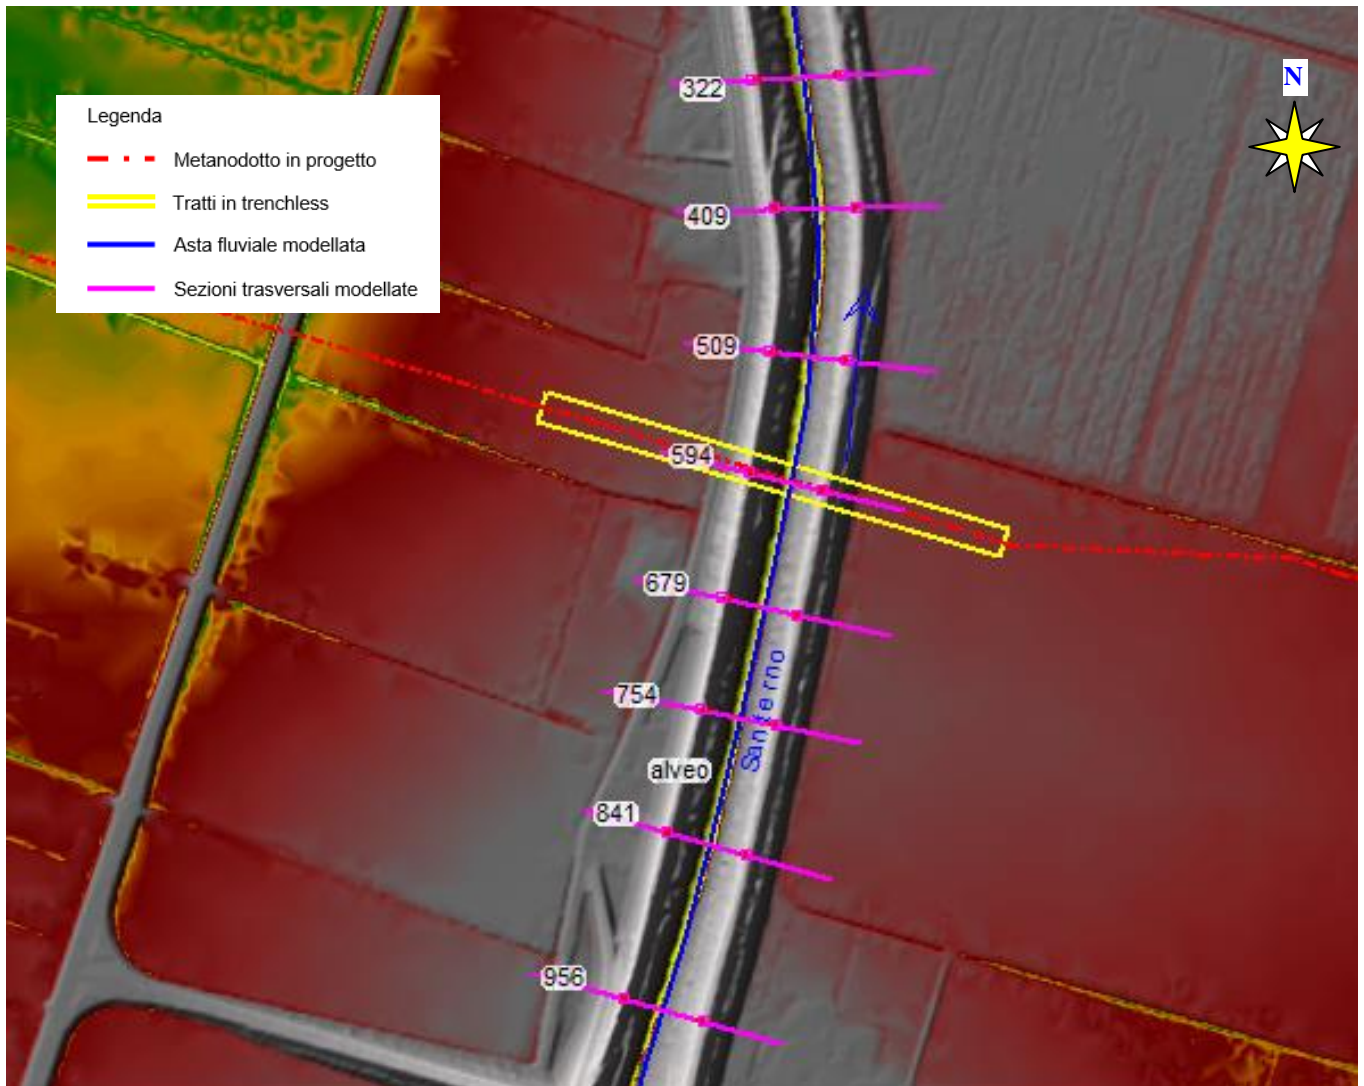 322
N
Legenda
Metanodotto in progetto
Tratti in trenchless
409
Asta fluviale modellata
Sezioni trasversali modellate
509
594
679
754
Santerno
alveo
841
956